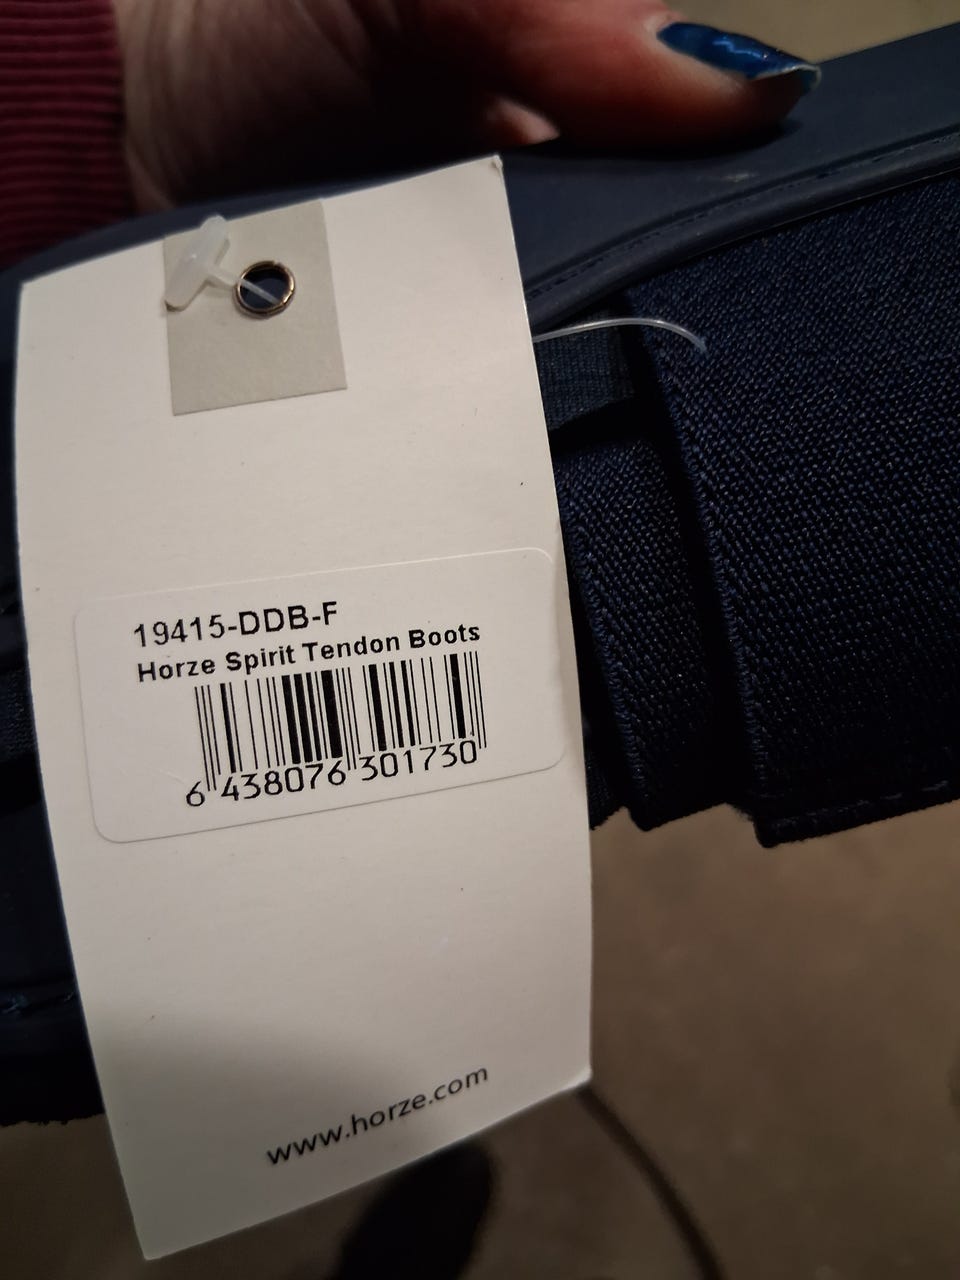 19415-DDB-F
Horze Spirit Tendon Boots
6 438076 301730
www.horze.com